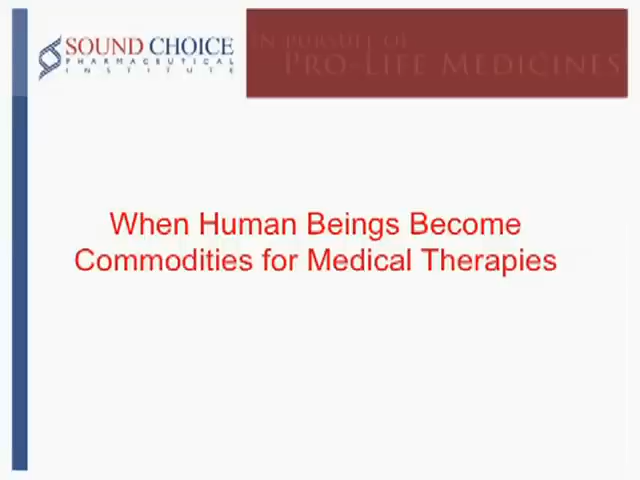 SOUND CHOICE
PHARMACEUTICAL
INSTITUTE
IN PURSUIT OF
PRO-LIFE MEDICINES
When Human Beings Become
Commodities for Medical Therapies